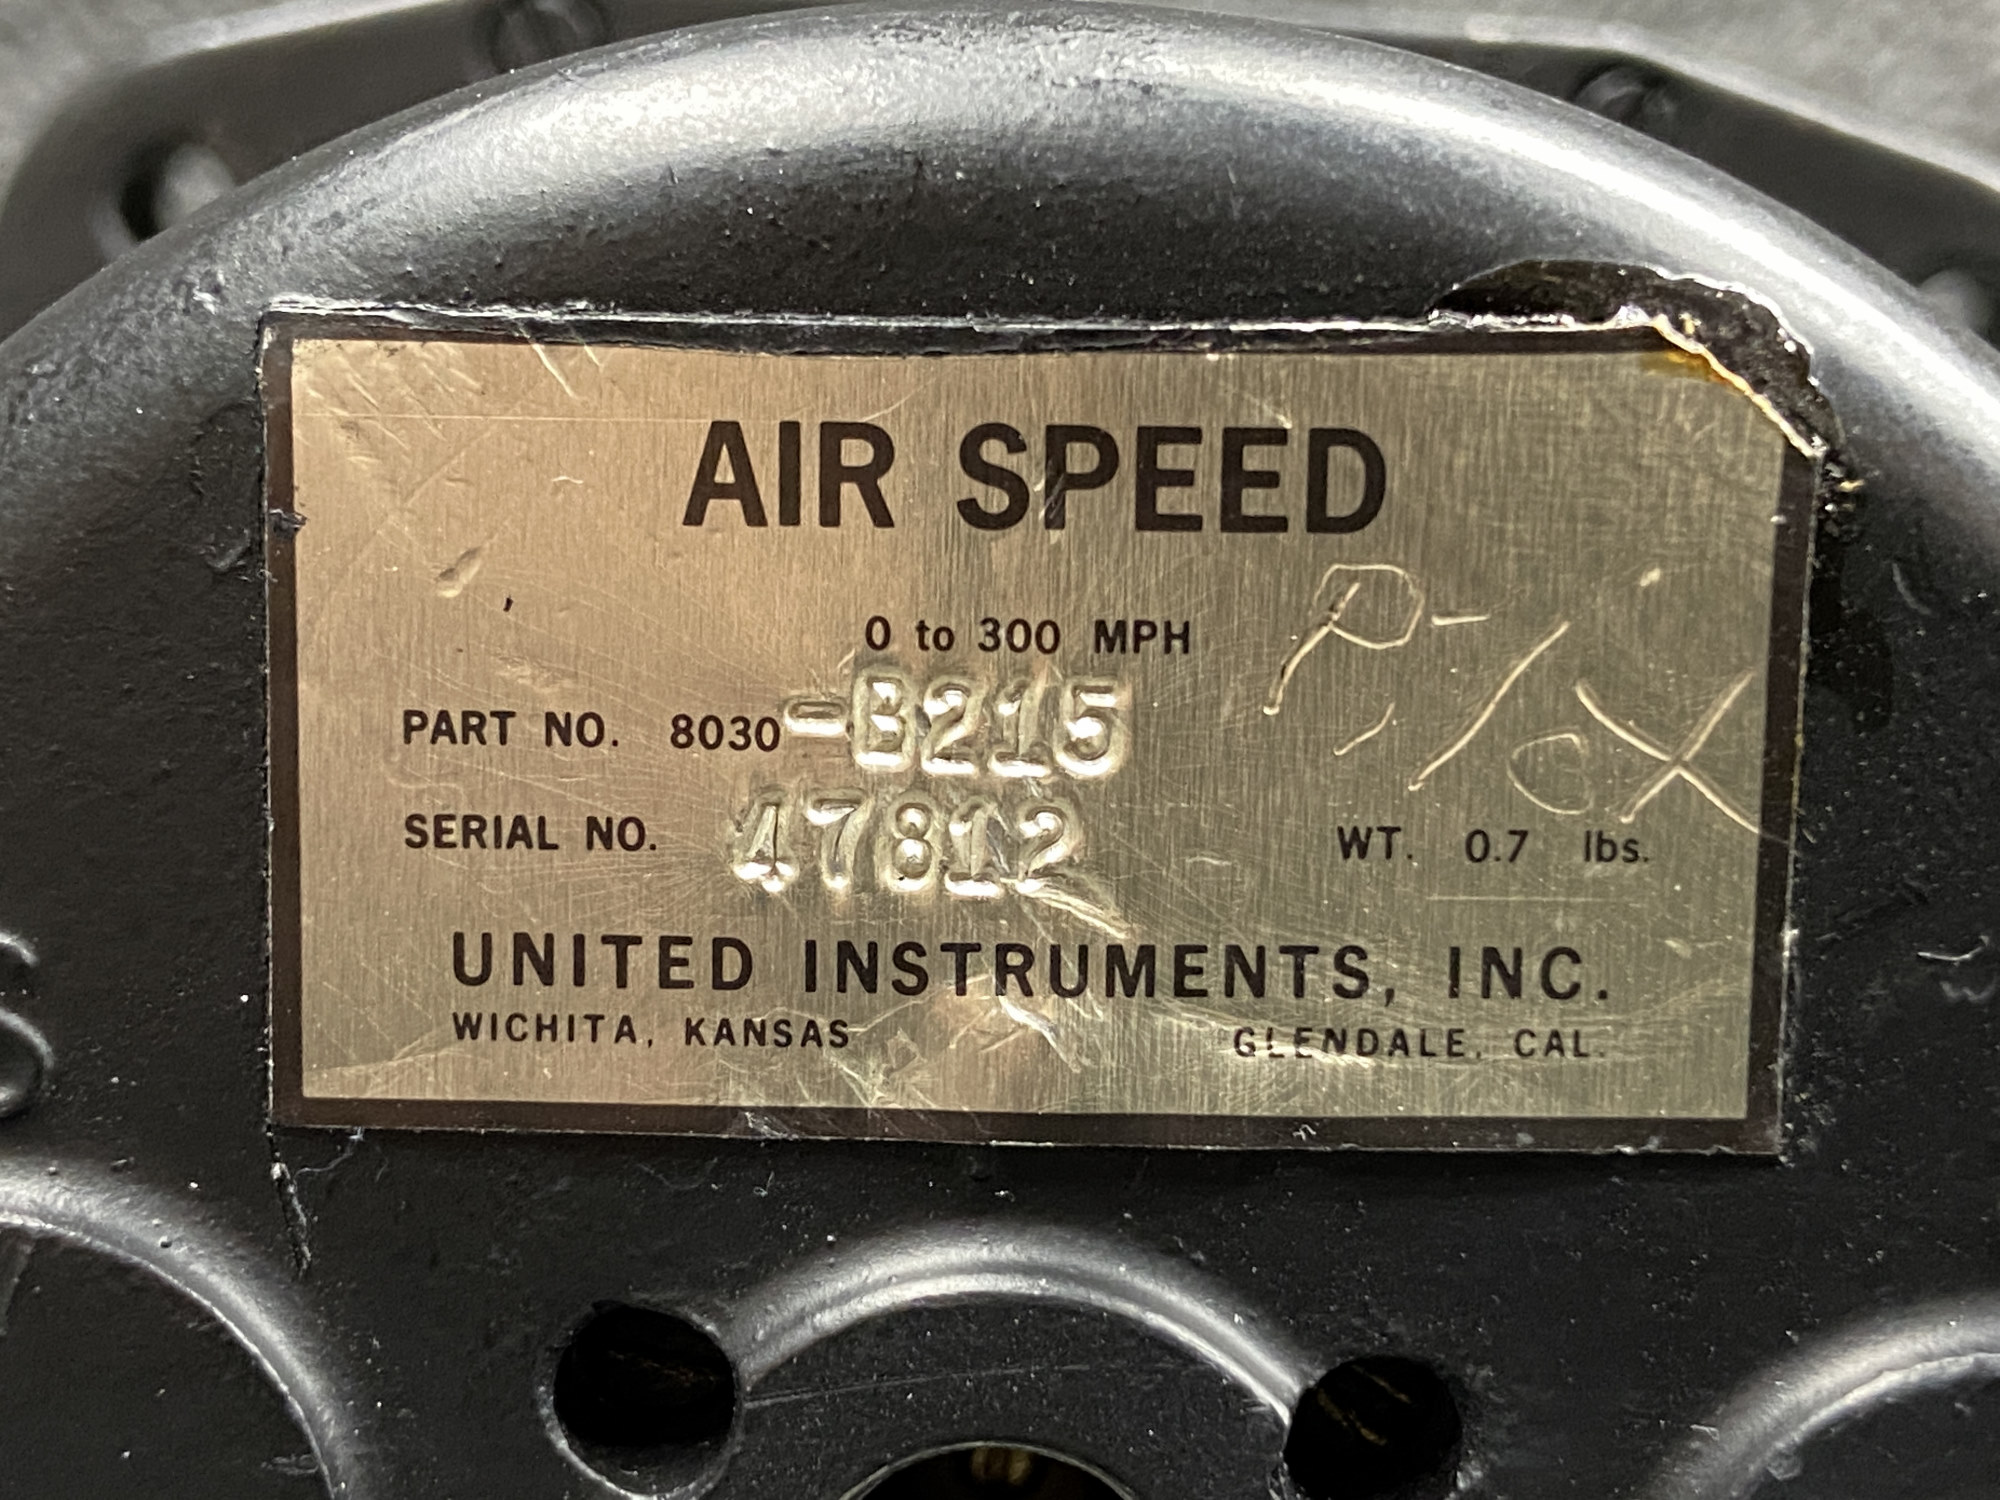 AIR SPEED
0 to 300 MPH
PART NO. 8030-B215
SERIAL NO. 47812
WT. 0.7 lbs.
UNITED INSTRUMENTS, INC.
WICHITA, KANSAS GLENDALE, CAL.